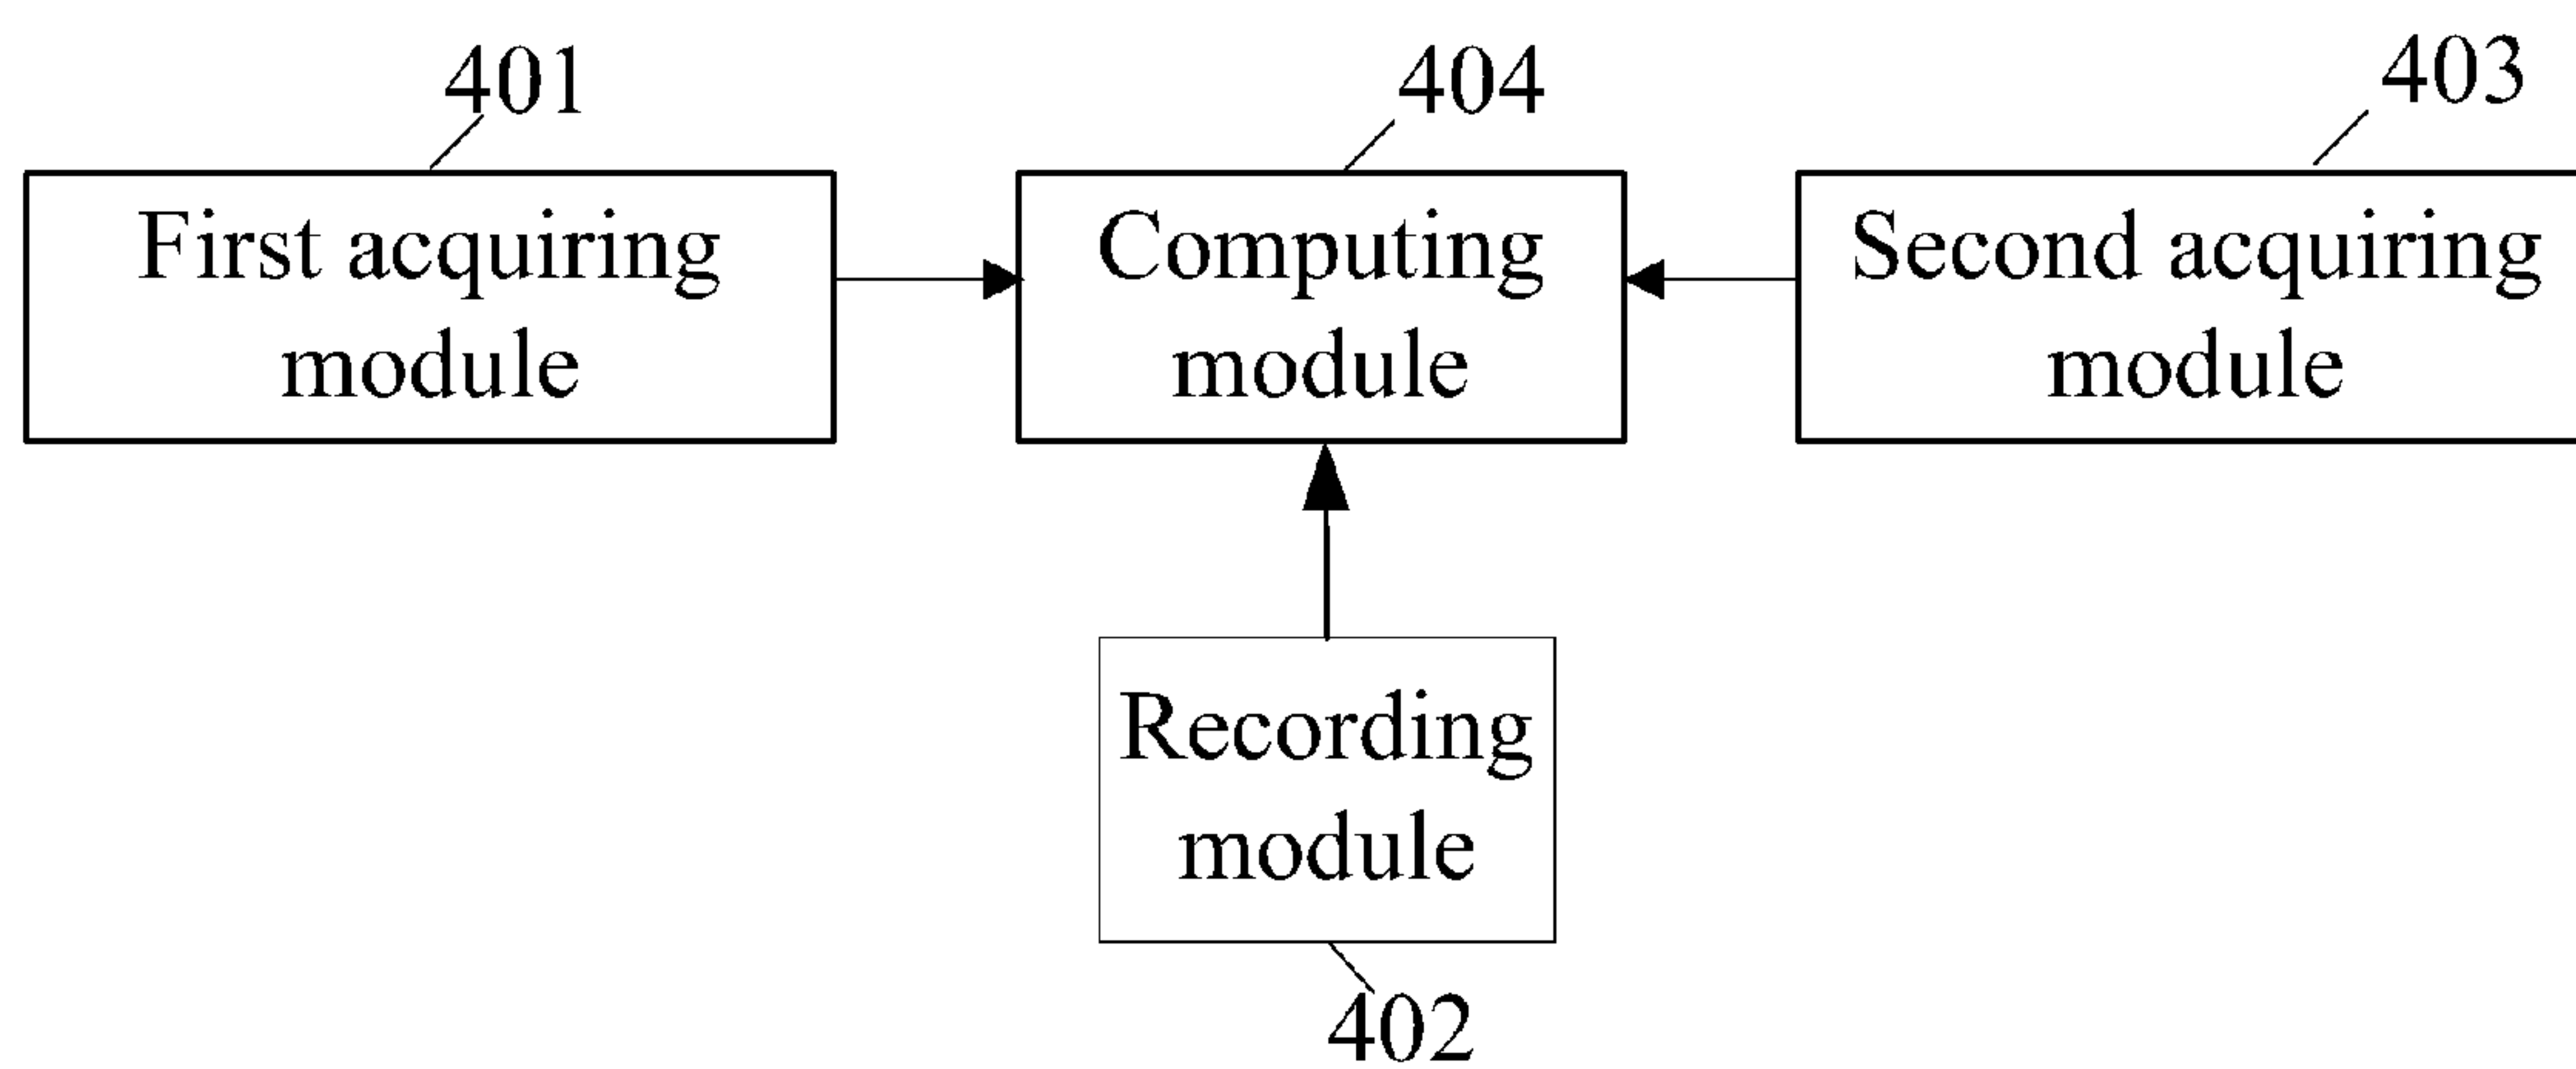 401
404
403
First acquiring
module
Computing
module
Second acquiring
module
Recording
module
402